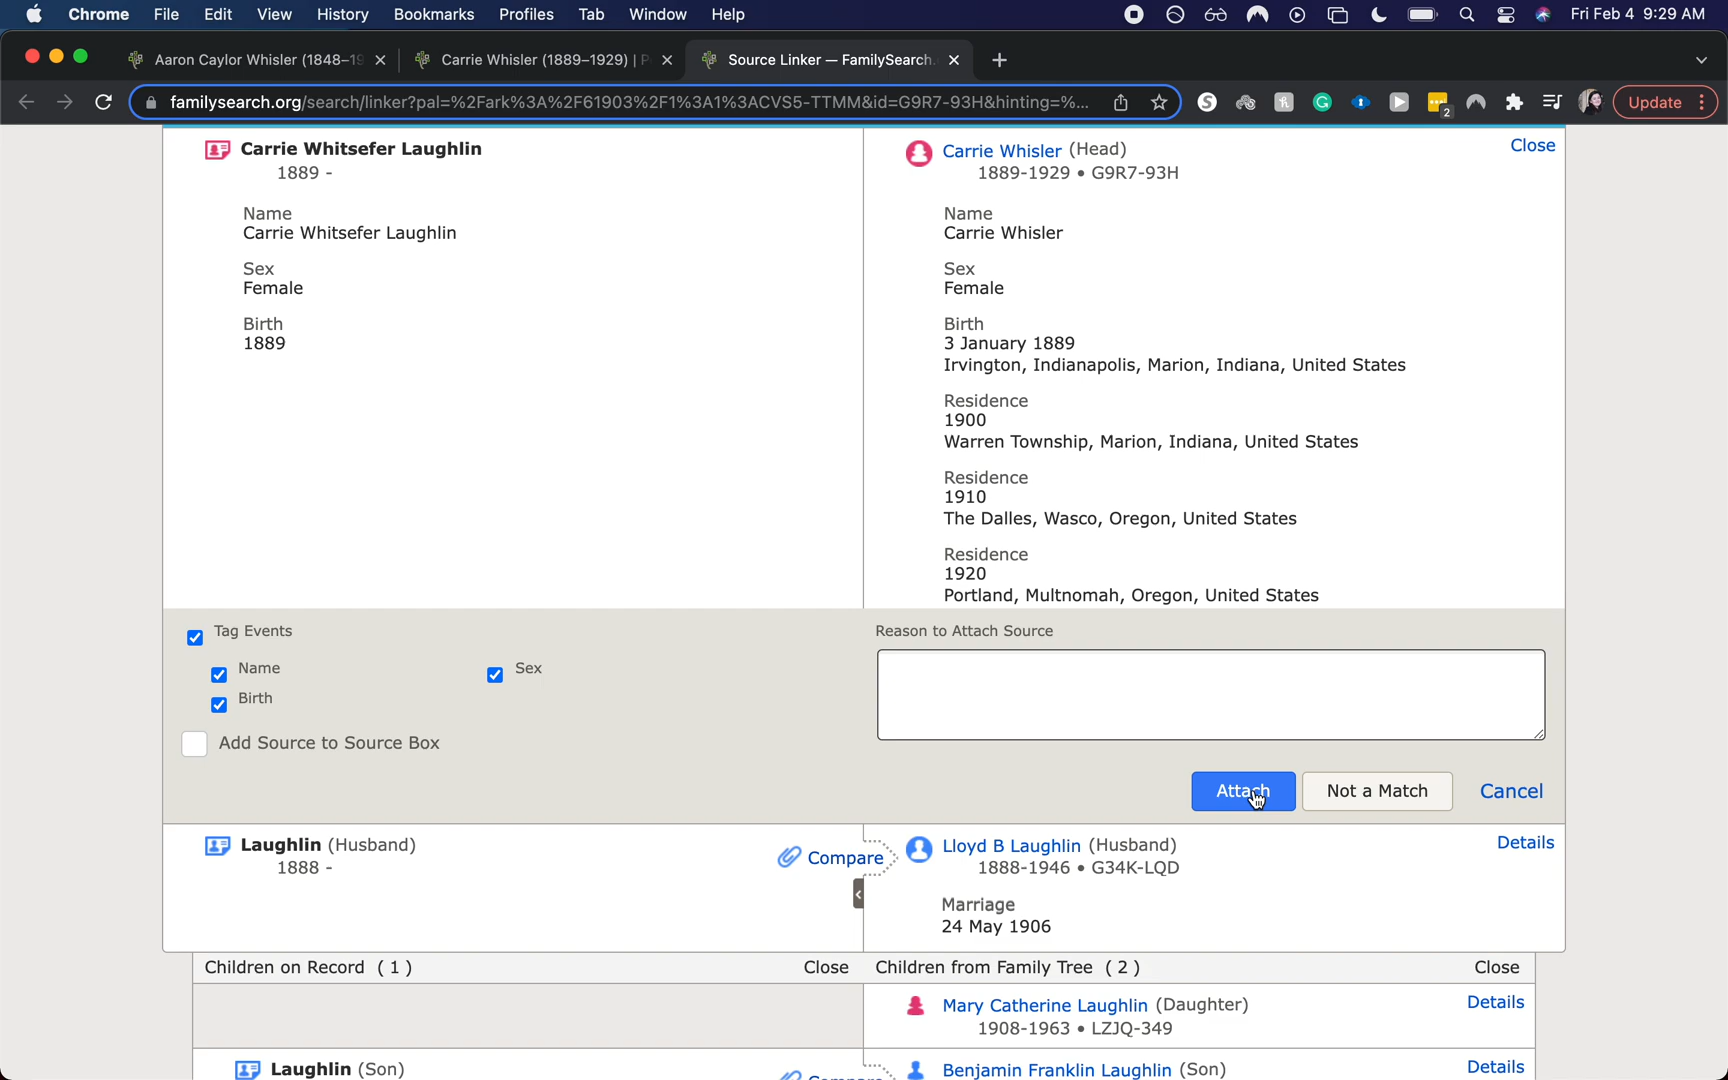 Chrome File Edit View History Bookmarks Profiles Tab Window Help Fri Feb 4 9:29 AM
Aaron Caylor Whisler (1848–19 Carrie Whisler (1889–1929) | P Source Linker — FamilySearch.
familysearch.org/search/linker?pal=%2Fark%3A%2F61903%2F1%3A1%3ACVS5-TTMM&id=G9R7-93H&hinting=%... 2 Update
Carrie Whitsefer Laughlin
1889 -
Name
Carrie Whitsefer Laughlin
Sex
Female
Birth
1889
Carrie Whisler (Head)
Close
1889-1929 • G9R7-93H
Name
Carrie Whisler
Sex
Female
Birth
3 January 1889
Irvington, Indianapolis, Marion, Indiana, United States
Residence
1900
Warren Township, Marion, Indiana, United States
Residence
1910
The Dalles, Wasco, Oregon, United States
Residence
1920
Portland, Multnomah, Oregon, United States
Tag Events
Name Sex
Birth
Add Source to Source Box
Reason to Attach Source
Attach Not a Match Cancel
Laughlin (Husband)
1888 -
Compare
Lloyd B Laughlin (Husband)
Details
1888-1946 • G34K-LQD
Marriage
24 May 1906
Children on Record (1) Close
Children from Family Tree (2) Close
Mary Catherine Laughlin (Daughter) Details
1908-1963 • LZJQ-349
Laughlin (Son) Compare
Benjamin Franklin Laughlin (Son) Details